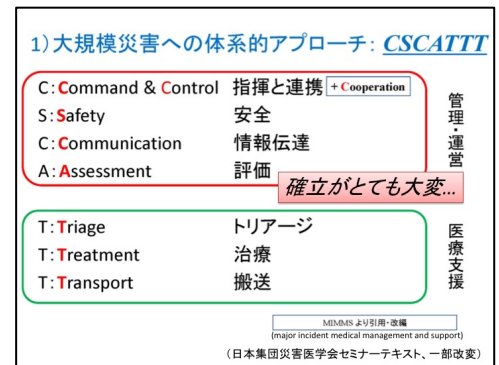 1)大規模災害への体系的アプローチ: CSCATTT
C:Command & Control 指揮と連携 + Cooperation
S:Safety 安全
C:Communication 情報伝達
A:Assessment 評価
管理・運営
確立がとても大変…
T:Triage トリアージ
T:Treatment 治療
T:Transport 搬送
医療支援
MIMMS より引用・改編
(major incident medical management and support)
(日本集団災害医学会セミナーテキスト、一部改変)